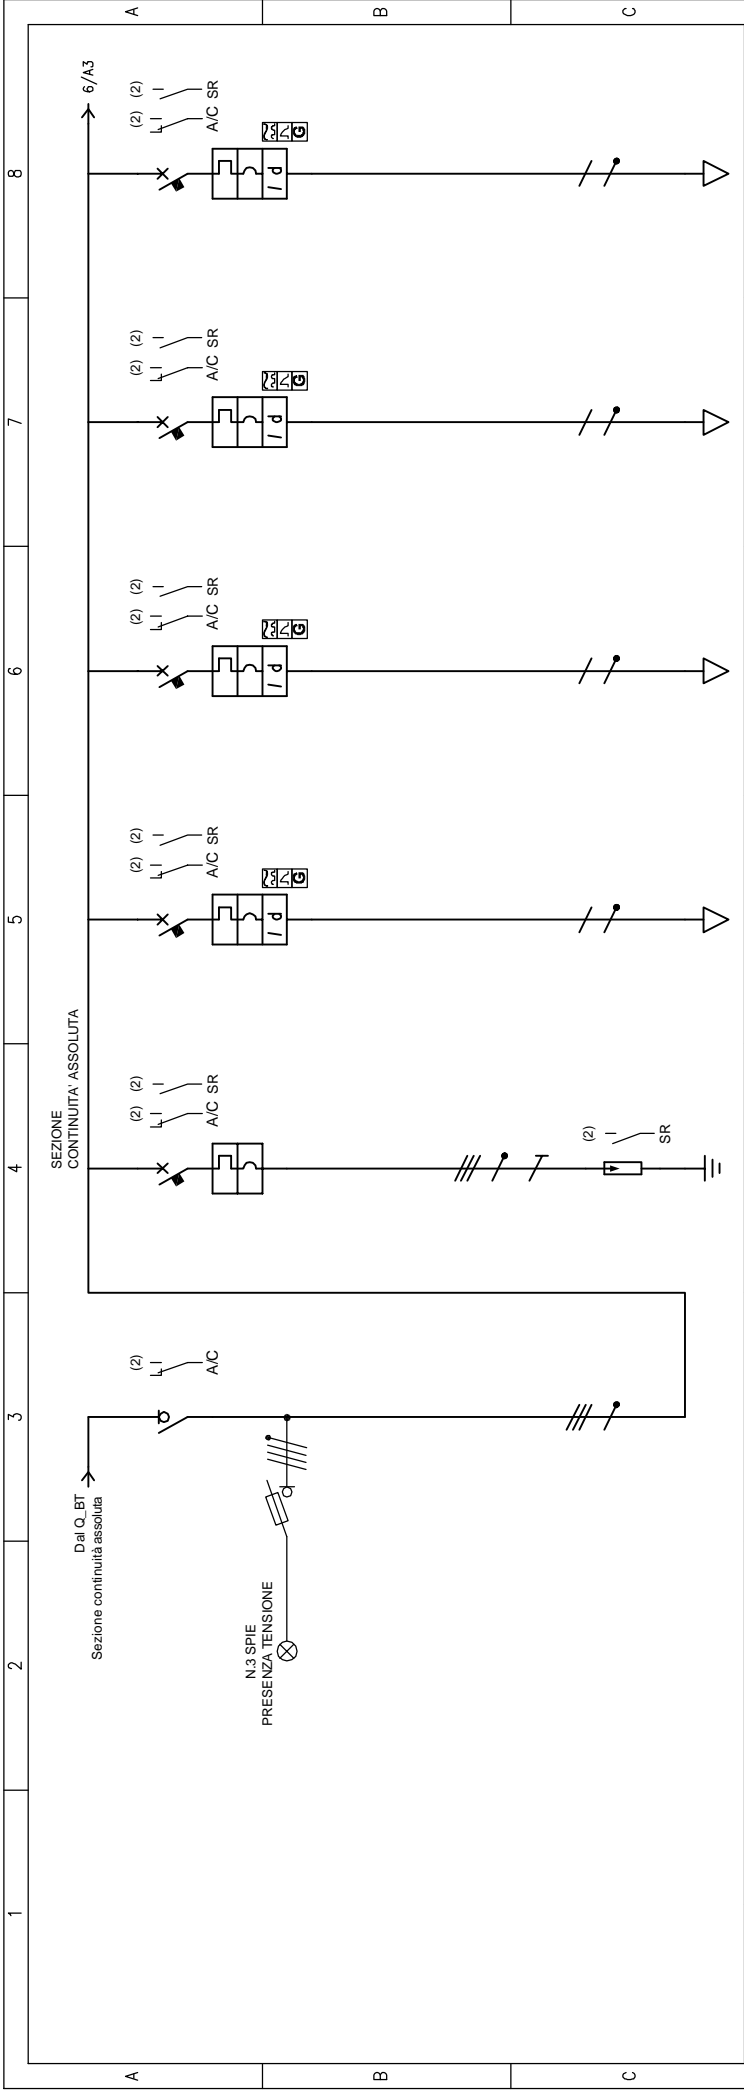 1
2
3
4
5
6
7
8
A
B
C
A
B
C
Dal Q_BT
Sezione continuità assoluta
N.3 SPIE
PRESENZA TENSIONE
(2)
A/C
SEZIONE
CONTINUITA' ASSOLUTA
(2) (2)
A/C SR
(2)
SR
(2) (2)
A/C SR
I d
G
(2) (2)
A/C SR
I d
G
(2) (2)
A/C SR
I d
G
(2) (2)
A/C SR
I d
G
6/A3